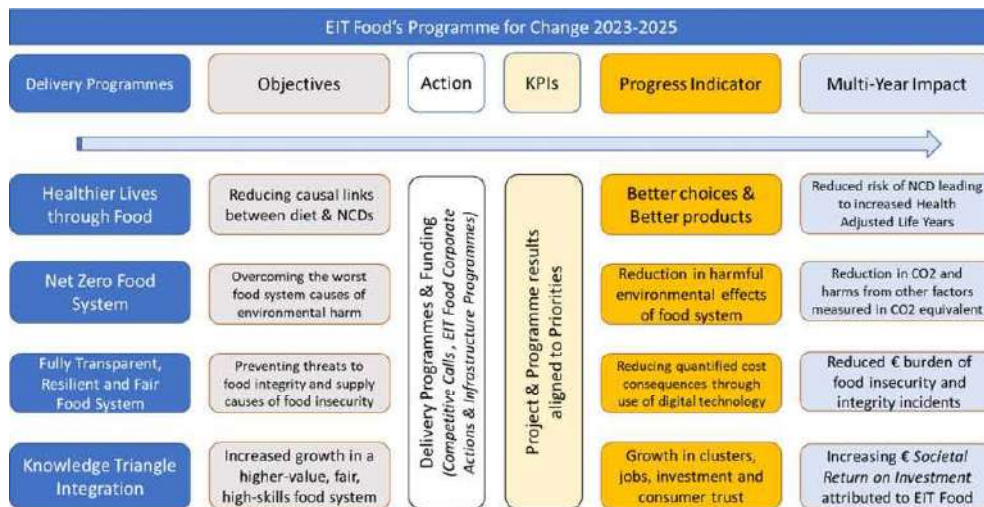 EIT Food's Programme for Change 2023-2025
Delivery Programmes
Objectives
Action
KPIs
Progress Indicator
Multi-Year Impact
Healthier Lives
through Food
Reducing causal links
between diet & NCDs
Better choices &
Better products
Reduced risk of NCD leading
to increased Health
Adjusted Life Years
Net Zero Food
System
Overcoming the worst
food system causes of
environmental harm
Reduction in harmful
environmental effects
of food system
Reduction in CO2 and
harms from other factors
measured in CO2 equivalent
Fully Transparent,
Resilient and Fair
Food System
Preventing threats to
food integrity and supply
causes of food insecurity
Reducing quantified cost
consequences through
use of digital technology
Reduced € burden of
food insecurity and
integrity incidents
Knowledge Triangle
Integration
Increased growth in a
higher-value, fair,
high-skills food system
Growth in clusters,
jobs, investment and
consumer trust
Increasing € Societal
Return on Investment
attributed to EIT Food
Delivery Programmes & Funding
(Competitive Calls , EIT Food Corporate
Actions & Infrastructure Programmes)
Project & Programme results
aligned to Priorities